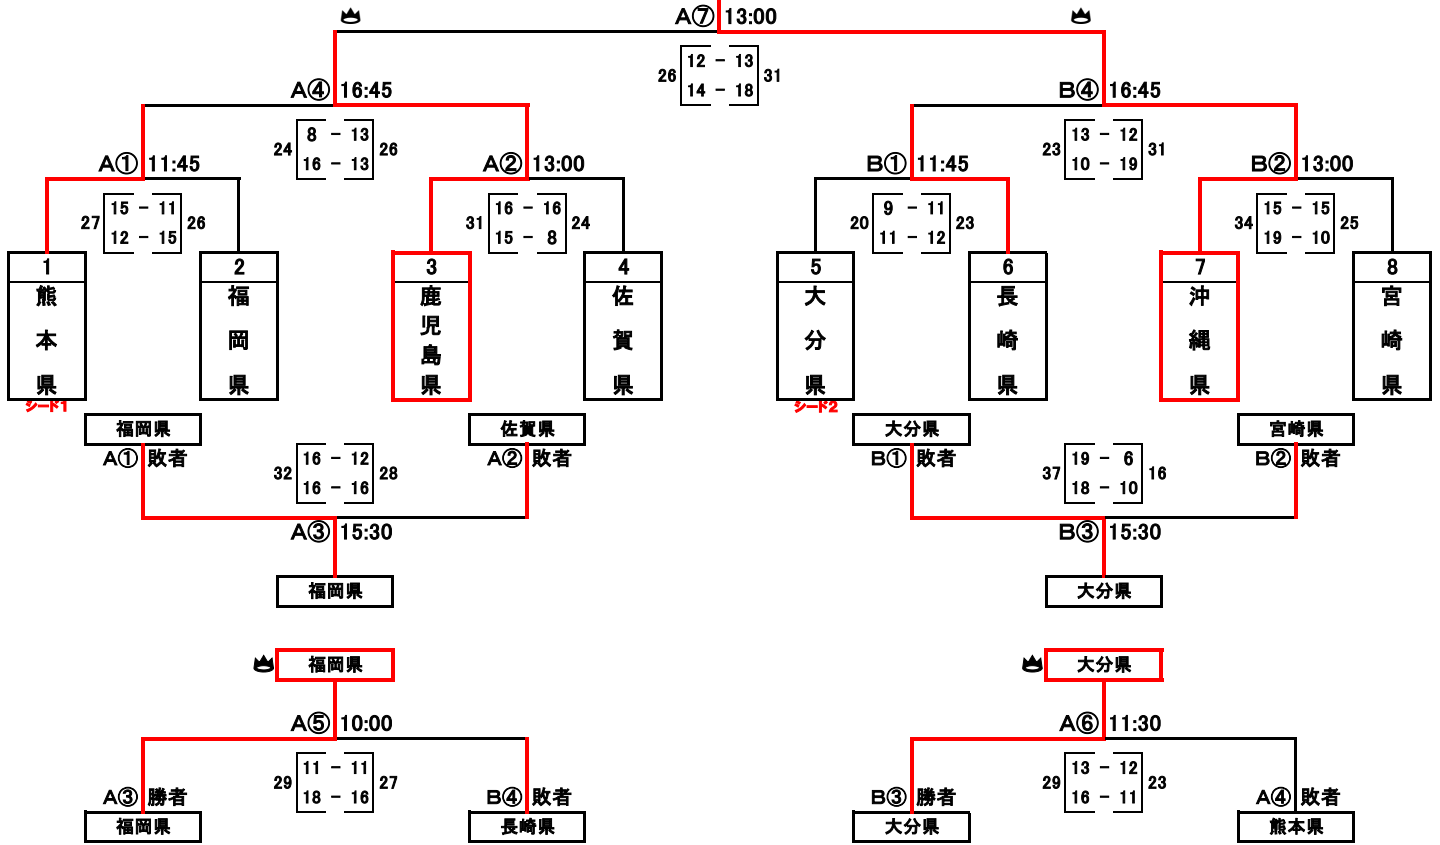 A⑦ 13:00
12 - 13
26 31
14 - 18
A④ 16:45 B④ 16:45
8 - 13 13 - 12
24 26 23 31
16 - 13 10 - 19
A① 11:45 A② 13:00 B① 11:45 B② 13:00
15 - 11 16 - 16 9 - 11 15 - 15
27 26 31 24 20 23 34 25
12 - 15 15 - 8 11 - 12 19 - 10
1 2 3 4 5 6 7 8
熊本県 福岡県 鹿児島県 佐賀県 大分県 長崎県 沖縄県 宮崎県
シード1 シード2
福岡県 佐賀県 大分県 宮崎県
A① 敗者 A② 敗者 B① 敗者 B② 敗者
16 - 12 19 - 6
32 28 37 16
16 - 16 18 - 10
A③ 15:30 B③ 15:30
福岡県 大分県
福岡県 大分県
A⑤ 10:00 A⑥ 11:30
11 - 11 13 - 12
29 27 29 23
18 - 16 16 - 11
A③ 勝者 B④ 敗者 B③ 勝者 A④ 敗者
福岡県 長崎県 大分県 熊本県